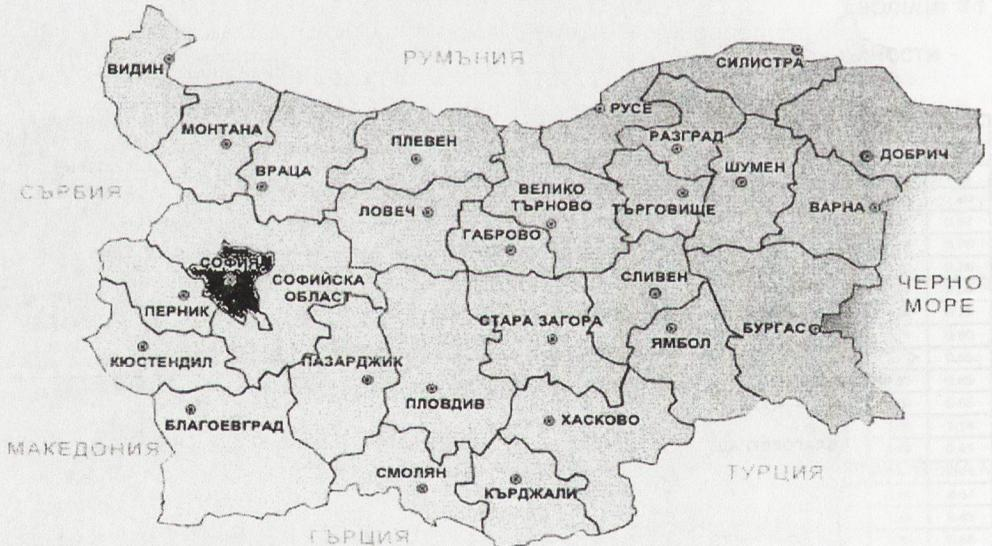 РУМЪНИЯ
ВИДИН
СИЛИСТРА
РУСЕ
МОНТАНА
ПЛЕВЕН
РАЗГРАД
ДОБРИЧ
ВРАЦА
ШУМЕН
СЪРБИЯ
ВЕЛИКО
ТЪРНОВО
ЛОВЕЧ
ТЪРГОВИЩЕ
ВАРНА
ГАБРОВО
СОФИЯ
СОФИЙСКА
ОБЛАСТ
СЛИВЕН
ЧЕРНО
МОРЕ
ПЕРНИК
СТАРА ЗАГОРА
БУРГАС
ЯМБОЛ
КЮСТЕНДИЛ
ПАЗАРДЖИК
ПЛОВДИВ
ХАСКОВО
БЛАГОЕВГРАД
МАКЕДОНИЯ
СМОЛЯН
ТУРЦИЯ
КЪРДЖАЛИ
ГЪРЦИЯ